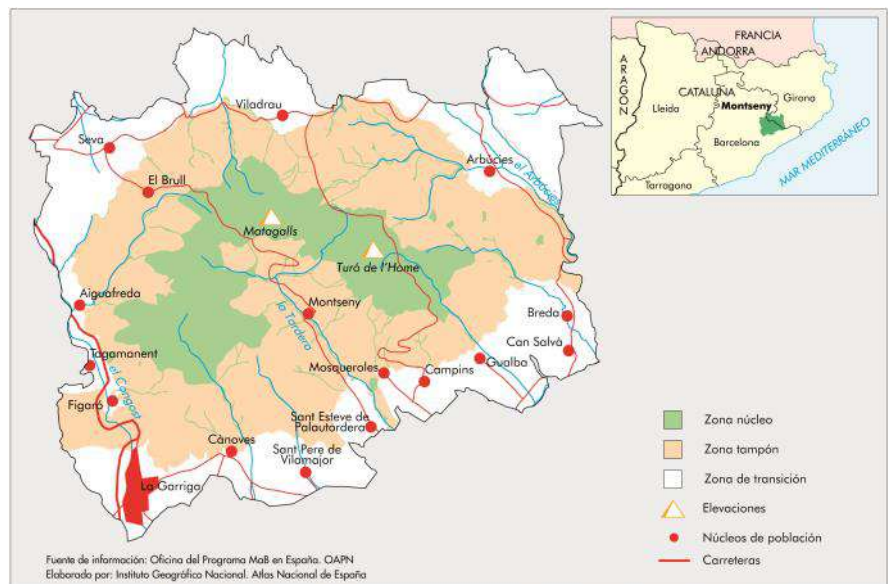 FRANCIA
ANDORRA
ARAGÓN
CATALUÑA
Lleida
Montseny
Girona
Barcelona
Tarragona
MAR MEDITERRÁNEO
Viladrau
Seva
Arbúcies
el Arbúcies
El Brull
Matagalls
Turó de l'Home
Aiguafreda
Montseny
la Tordera
Breda
Can Salvá
Tagamanent
el Congost
Mosqueroles
Campins
Gualba
Figaró
Sant Esteve de
Palautordera
Cànoves
Sant Pere de
Vilamajor
La Garriga
Zona núcleo
Zona tampón
Zona de transición
Elevaciones
Núcleos de población
Carreteras
Fuente de información: Oficina del Programa MaB en España. OAPN
Elaborado por: Instituto Geográfico Nacional. Atlas Nacional de España